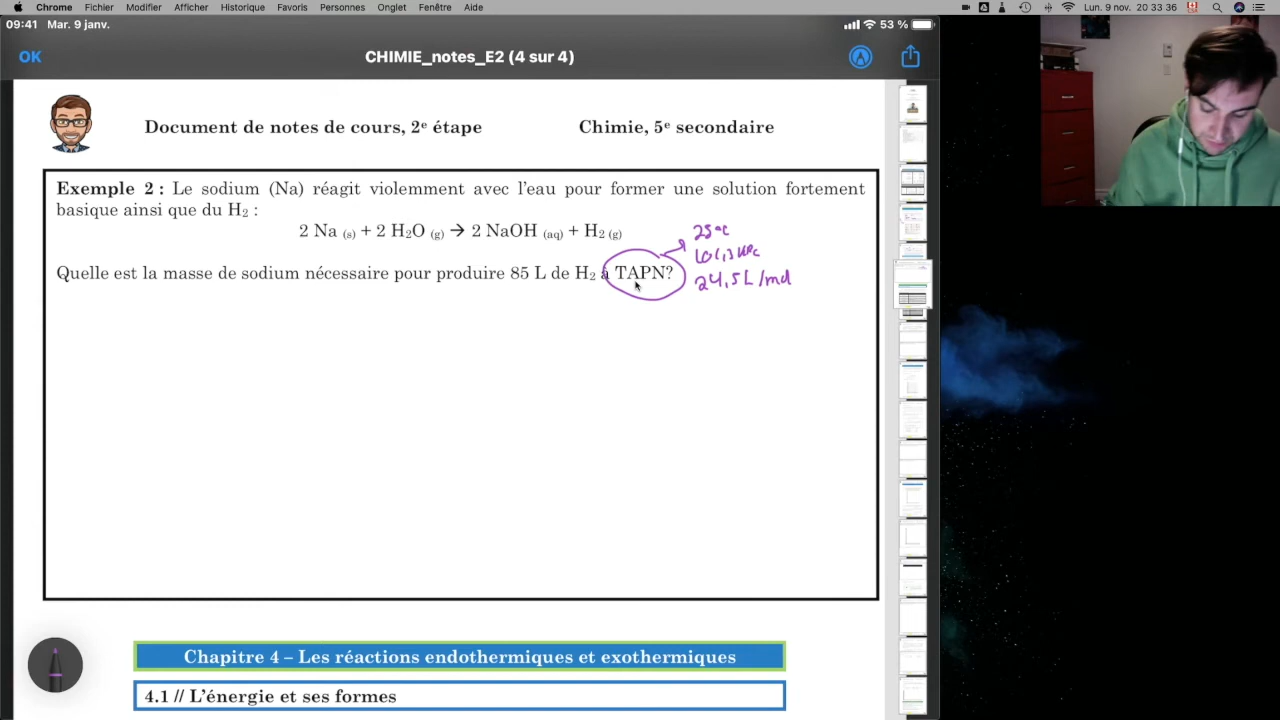 Chrome Fichier Modifier Afficher Historique Favoris Personnes Onglet Fenêtre Aide
Lun. 9 nov. 20 33 36
09:41 Mar. 9 janv.
53 %
OK
CHIMIE_notes_E2 (4 sur 4)
Document de notes de cours, 2e étape
Chimie, 5e secondaire
Exemple 2 : Le sodium (Na) réagit violemment avec l’eau pour former une solution fortement
basique ainsi que du H2 :
2 Na (s) + 2 H2O (g) → 2 NaOH (aq) + H2 (g)
Quelle est la masse de sodium nécessaire pour produire 85 L de H2 à TAPN?
25°C
24,5 L/mol
Chapitre 4 – Les réactions endothermiques et exothermiques
4.1 // L’énergie et ses formes